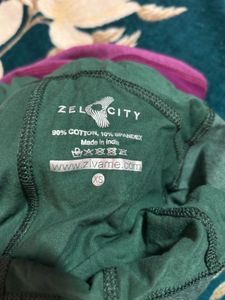 ZELOCITY
90% COTTON, 10% SPANDEX
Made in India
www.zivame.com
XS